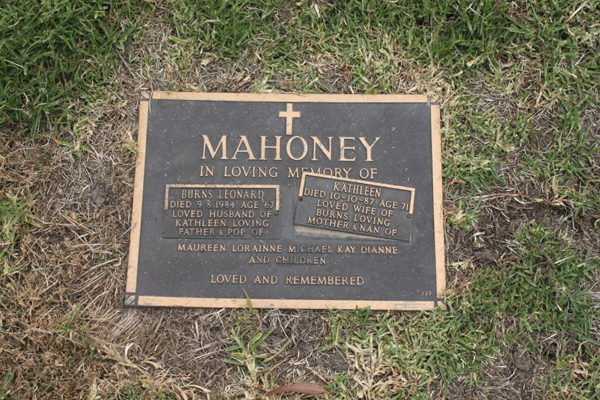 MAHONEY
IN LOVING MEMORY OF
BURNS LEONARD
DIED 9·8·1984 AGE 67
LOVED HUSBAND OF
KATHLEEN LOVING
FATHER & POP OF
KATHLEEN
DIED 10-10-87 AGE 71
LOVED WIFE OF
BURNS LOVING
MOTHER & NAN OF
MAUREEN LORAINNE MICHAEL KAY DIANNE
AND CHILDREN
LOVED AND REMEMBERED